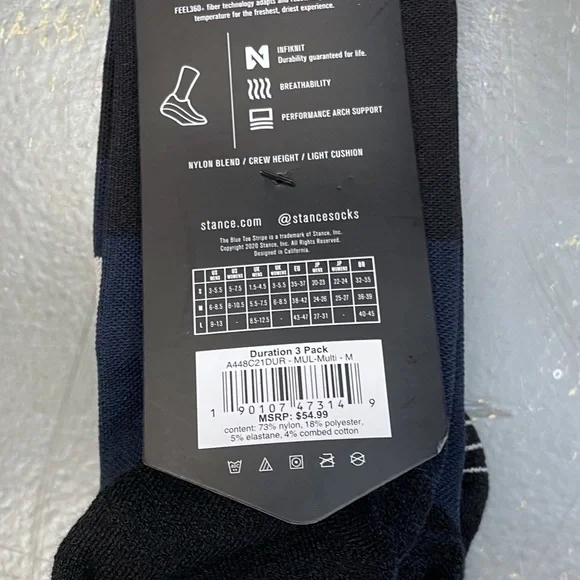 FEEL360® fiber technology adapts and
temperature for the freshest, driest experience.
INFIKNIT
Durability guaranteed for life.
BREATHABILITY
PERFORMANCE ARCH SUPPORT
NYLON BLEND / CREW HEIGHT / LIGHT CUSHION
stance.com @stancesocks
The Blue Toe Stripe is a trademark of Stance, Inc.
Copyright 2020 Stance, Inc. All Rights Reserved.
Designed in California.
US MENS US WOMENS UK MENS UK WOMENS EU JP MENS JP WOMENS BR
S 3-5.5 5-7.5 1.5-4.5 3-5.5 35-37 20-23 22-24 32-35
M 6-8.5 8-10.5 5.5-7.5 6-8.5 38-42 24-26 25-27 36-39
L 9-13 - 8.5-12.5 - 43-47 27-31 - 40-45
Duration 3 Pack
A448C21DUR - MUL-Multi - M
1 90107 47314 9
MSRP: $54.99
content: 73% nylon, 18% polyester,
5% elastane, 4% combed cotton